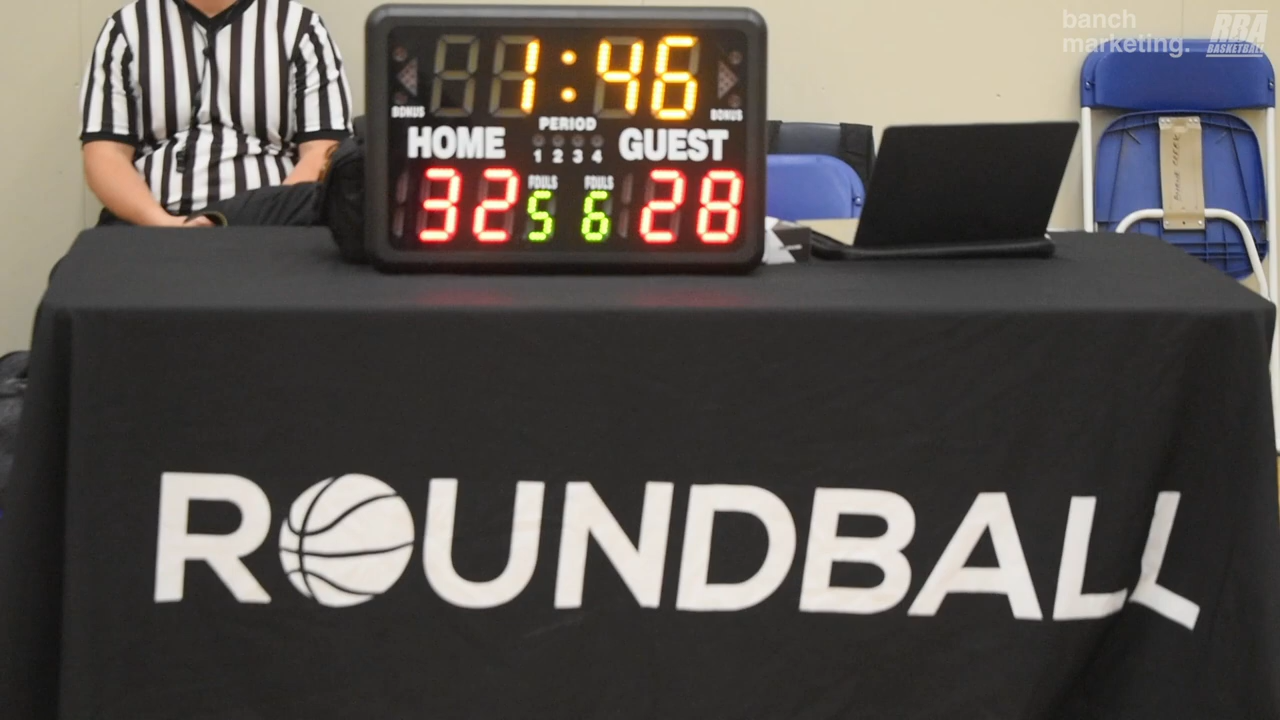 banch
marketing.
RBA
BASKETBALL
1:46
BONUS
BONUS
PERIOD
HOME
GUEST
1 2 3 4
FOULS
FOULS
32
5
6
28
ROUNDBALL